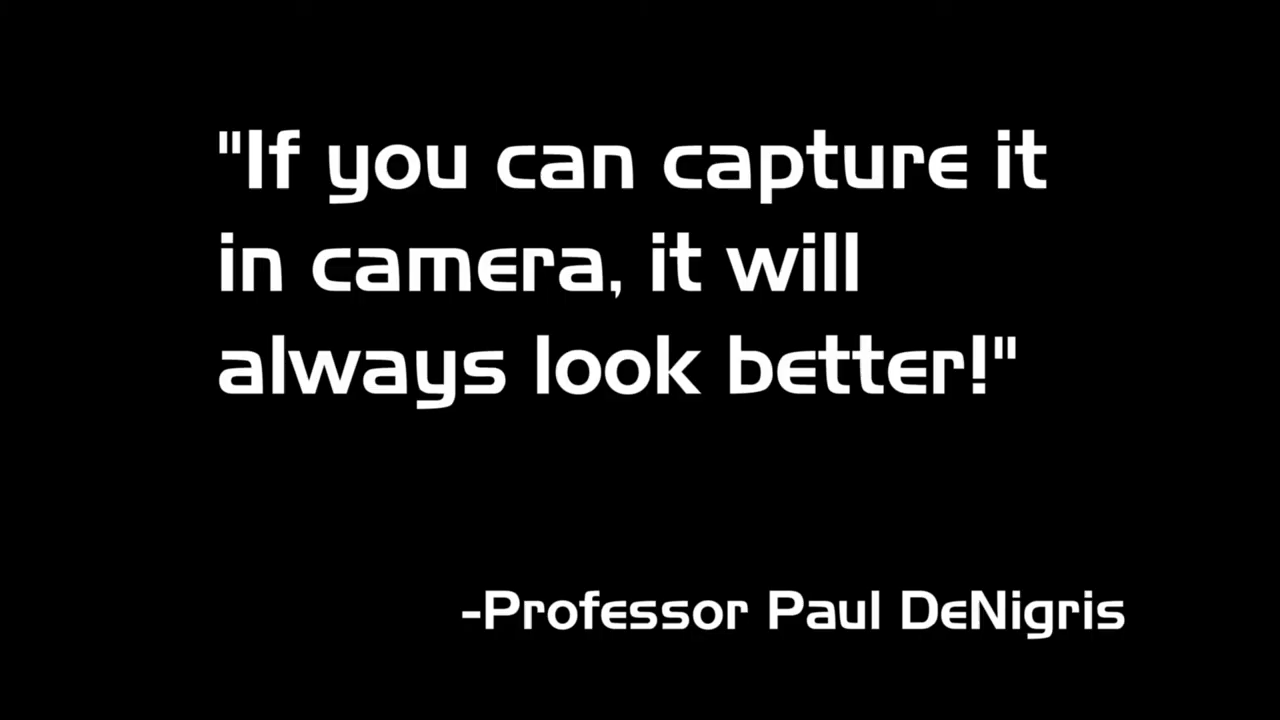 "If you can capture it
in camera, it will
always look better!"
-Professor Paul DeNigris